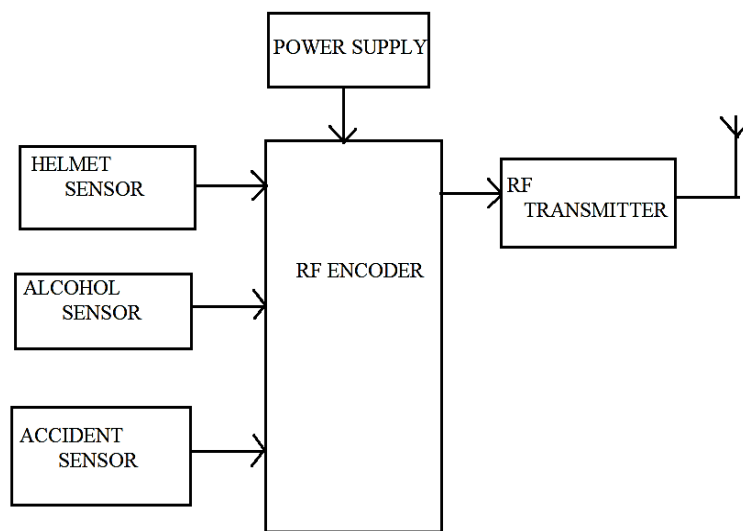 POWER SUPPLY
HELMET
SENSOR
RF
TRANSMITTER
RF ENCODER
ALCOHOL
SENSOR
ACCIDENT
SENSOR